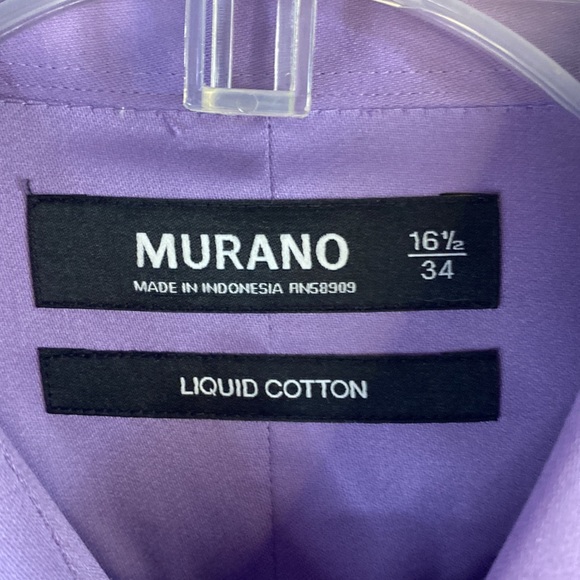 MURANO
16½
34
MADE IN INDONESIA RN58909
LIQUID COTTON